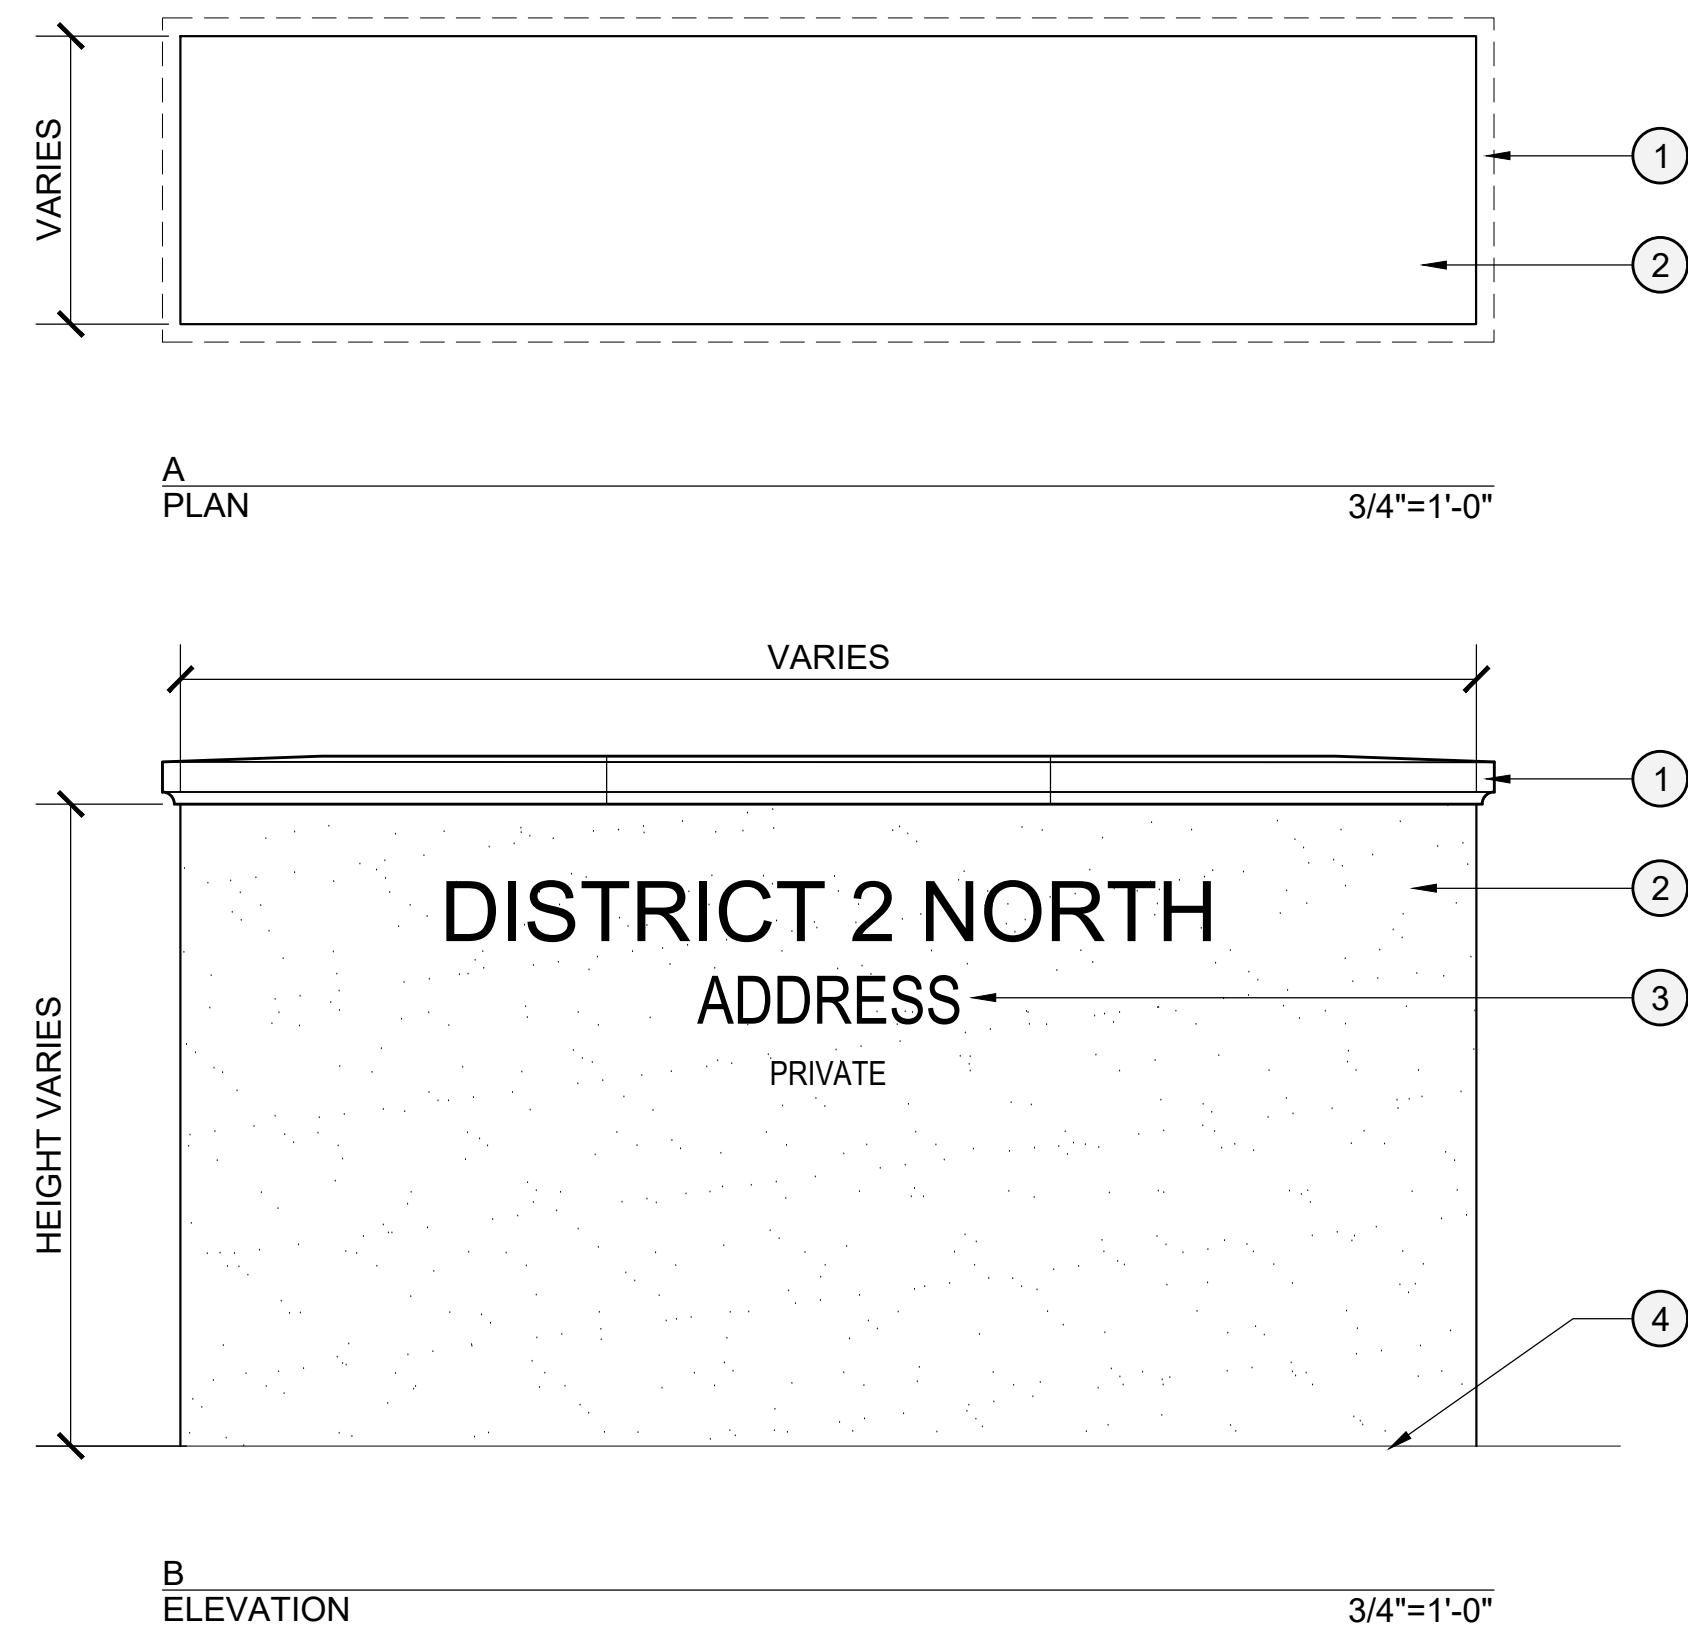 VARIES
1
2
A
PLAN 3/4"=1'-0"
VARIES
1
DISTRICT 2 NORTH
2
ADDRESS
3
PRIVATE
HEIGHT VARIES
4
B
ELEVATION 3/4"=1'-0"